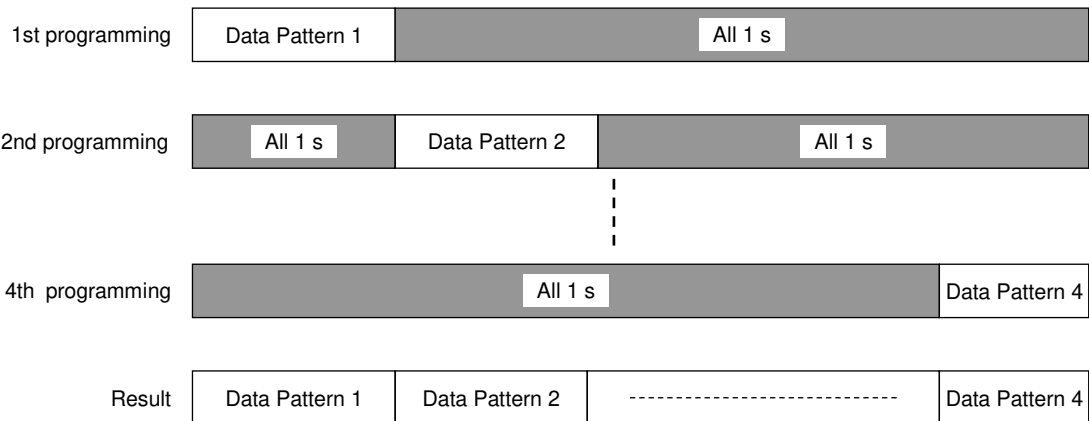 1st programming Data Pattern 1 All 1 s
2nd programming All 1 s Data Pattern 2 All 1 s
4th programming All 1 s Data Pattern 4
Result Data Pattern 1 Data Pattern 2 Data Pattern 4